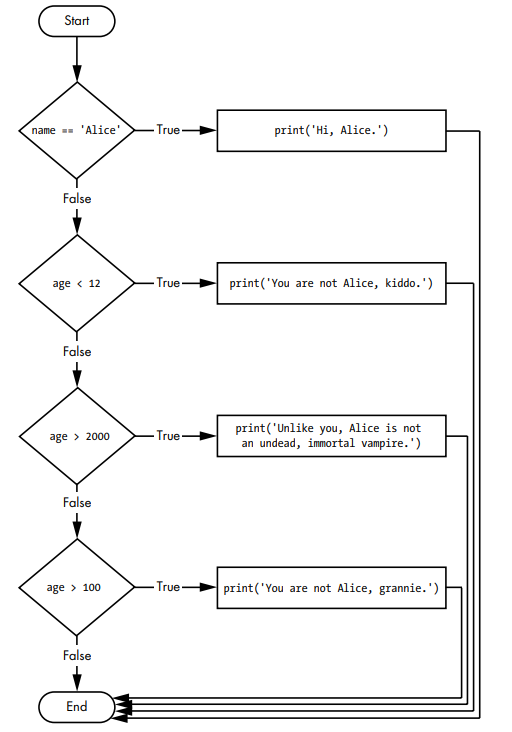 Start
name == 'Alice'
True
print('Hi, Alice.')
False
age < 12
True
print('You are not Alice, kiddo.')
False
age > 2000
True
print('Unlike you, Alice is not
an undead, immortal vampire.')
False
age > 100
True
print('You are not Alice, grannie.')
False
End